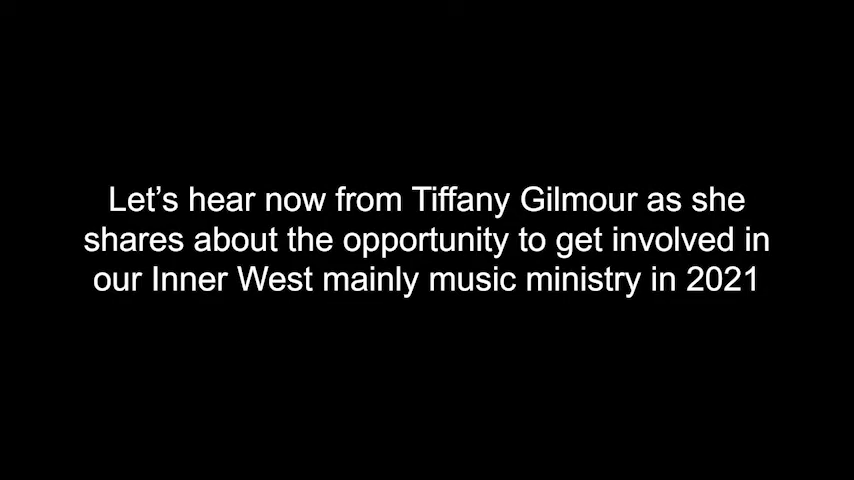 Let’s hear now from Tiffany Gilmour as she
shares about the opportunity to get involved in
our Inner West mainly music ministry in 2021